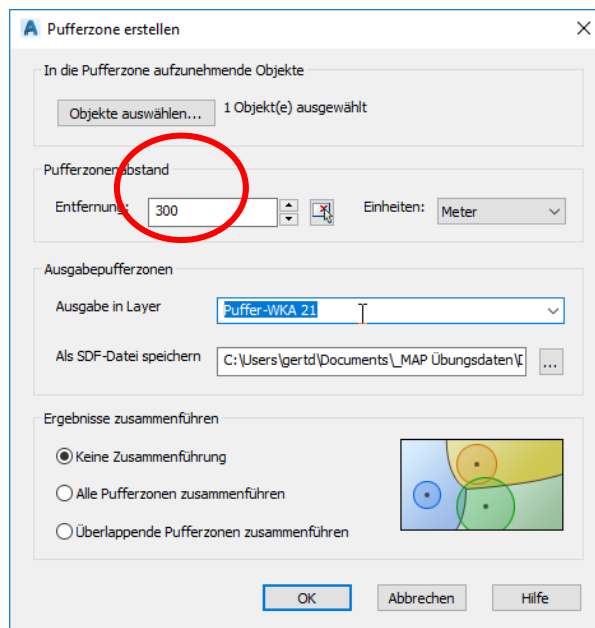 Pufferzone erstellen
In die Pufferzone aufzunehmende Objekte
Objekte auswählen... 1 Objekt(e) ausgewählt
Pufferzonenabstand
Entfernung: 300 Einheiten: Meter
Ausgabepufferzonen
Ausgabe in Layer Puffer-WKA 21
Als SDF-Datei speichern C:\Users\gertd\Documents\_MAP Übungsdaten\ ...
Ergebnisse zusammenführen
Keine Zusammenführung
Alle Pufferzonen zusammenführen
Überlappende Pufferzonen zusammenführen
OK Abbrechen Hilfe